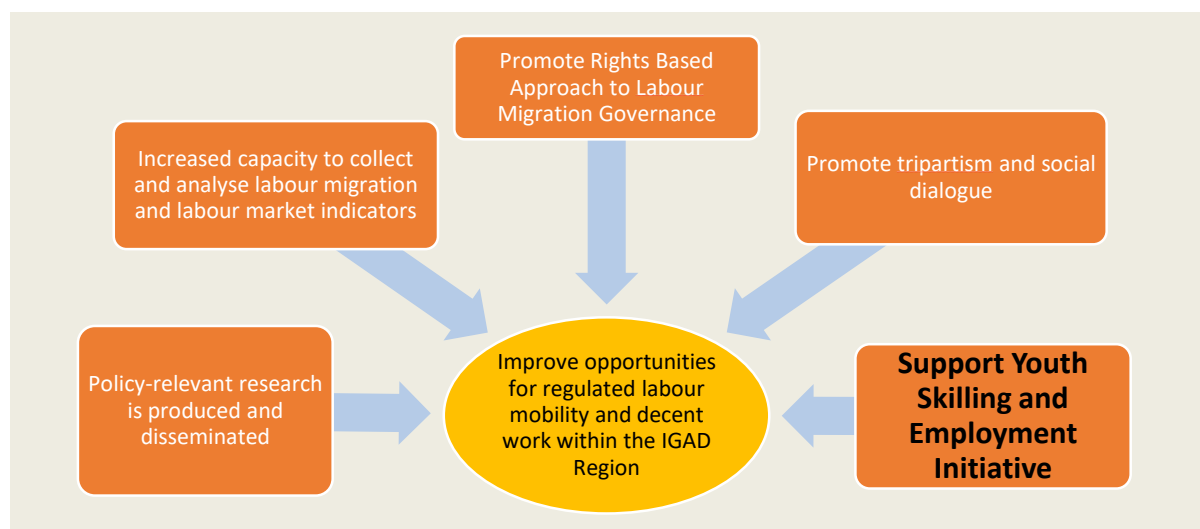 Promote Rights Based
Approach to Labour
Migration Governance
Increased capacity to collect
and analyse labour migration
and labour market indicators
Promote tripartism and social
dialogue
Policy-relevant research
is produced and
disseminated
Improve opportunities
for regulated labour
mobility and decent
work within the IGAD
Region
Support Youth
Skilling and
Employment
Initiative